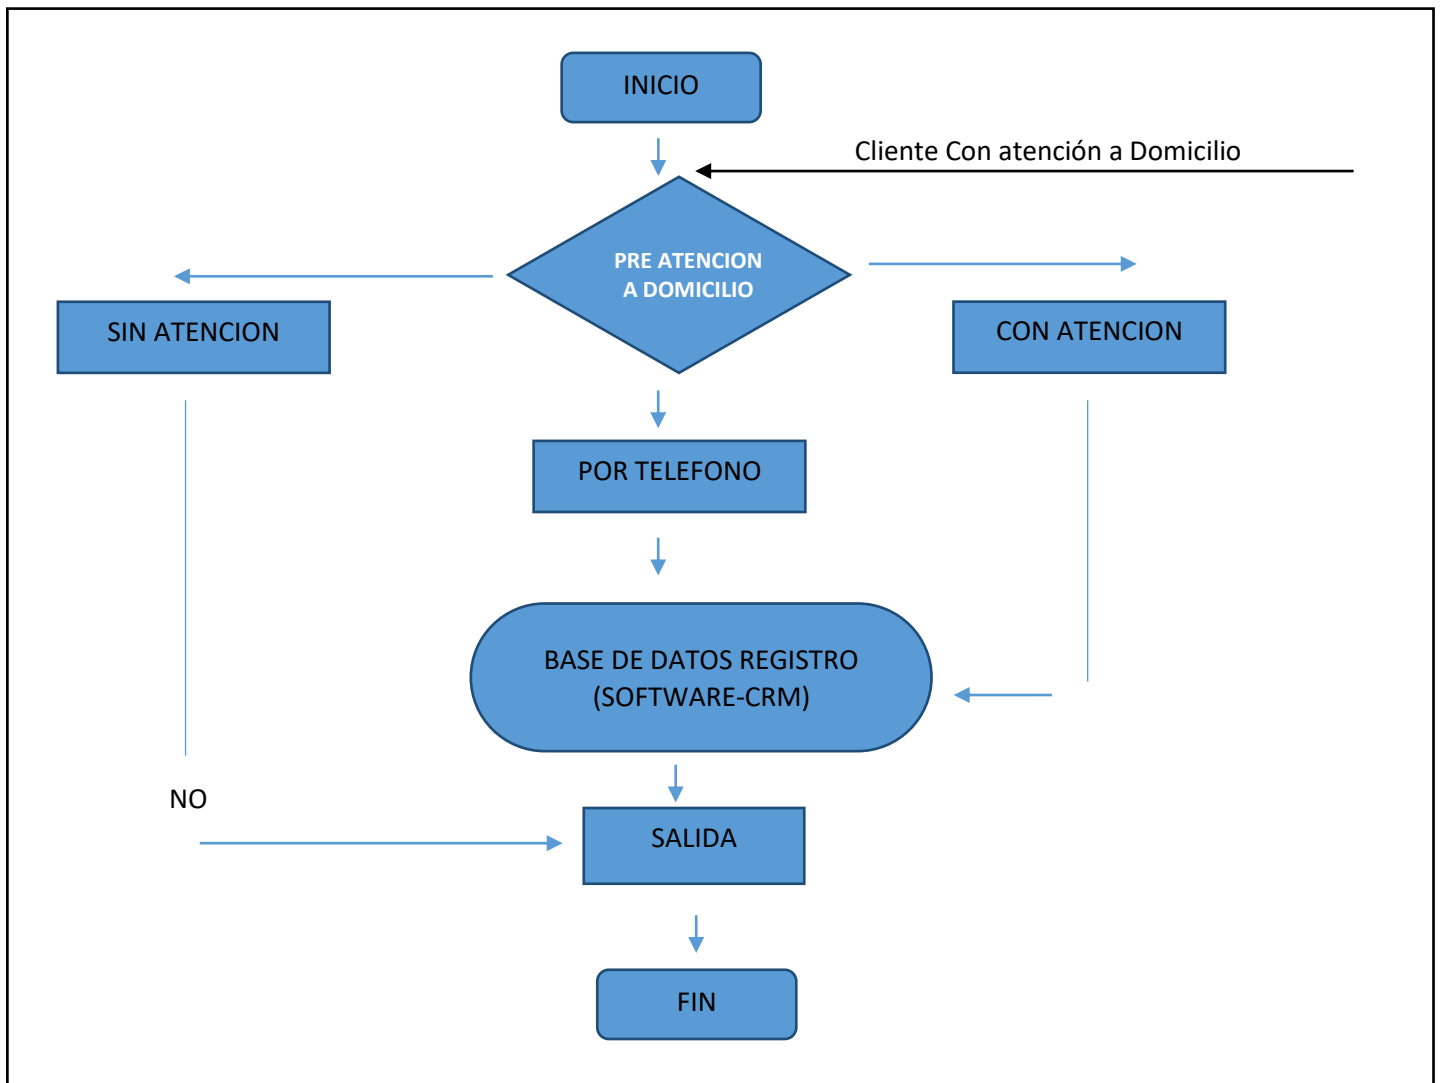 INICIO
Cliente Con atención a Domicilio
PRE ATENCION
A DOMICILIO
SIN ATENCION
CON ATENCION
POR TELEFONO
BASE DE DATOS REGISTRO
(SOFTWARE-CRM)
NO
SALIDA
FIN